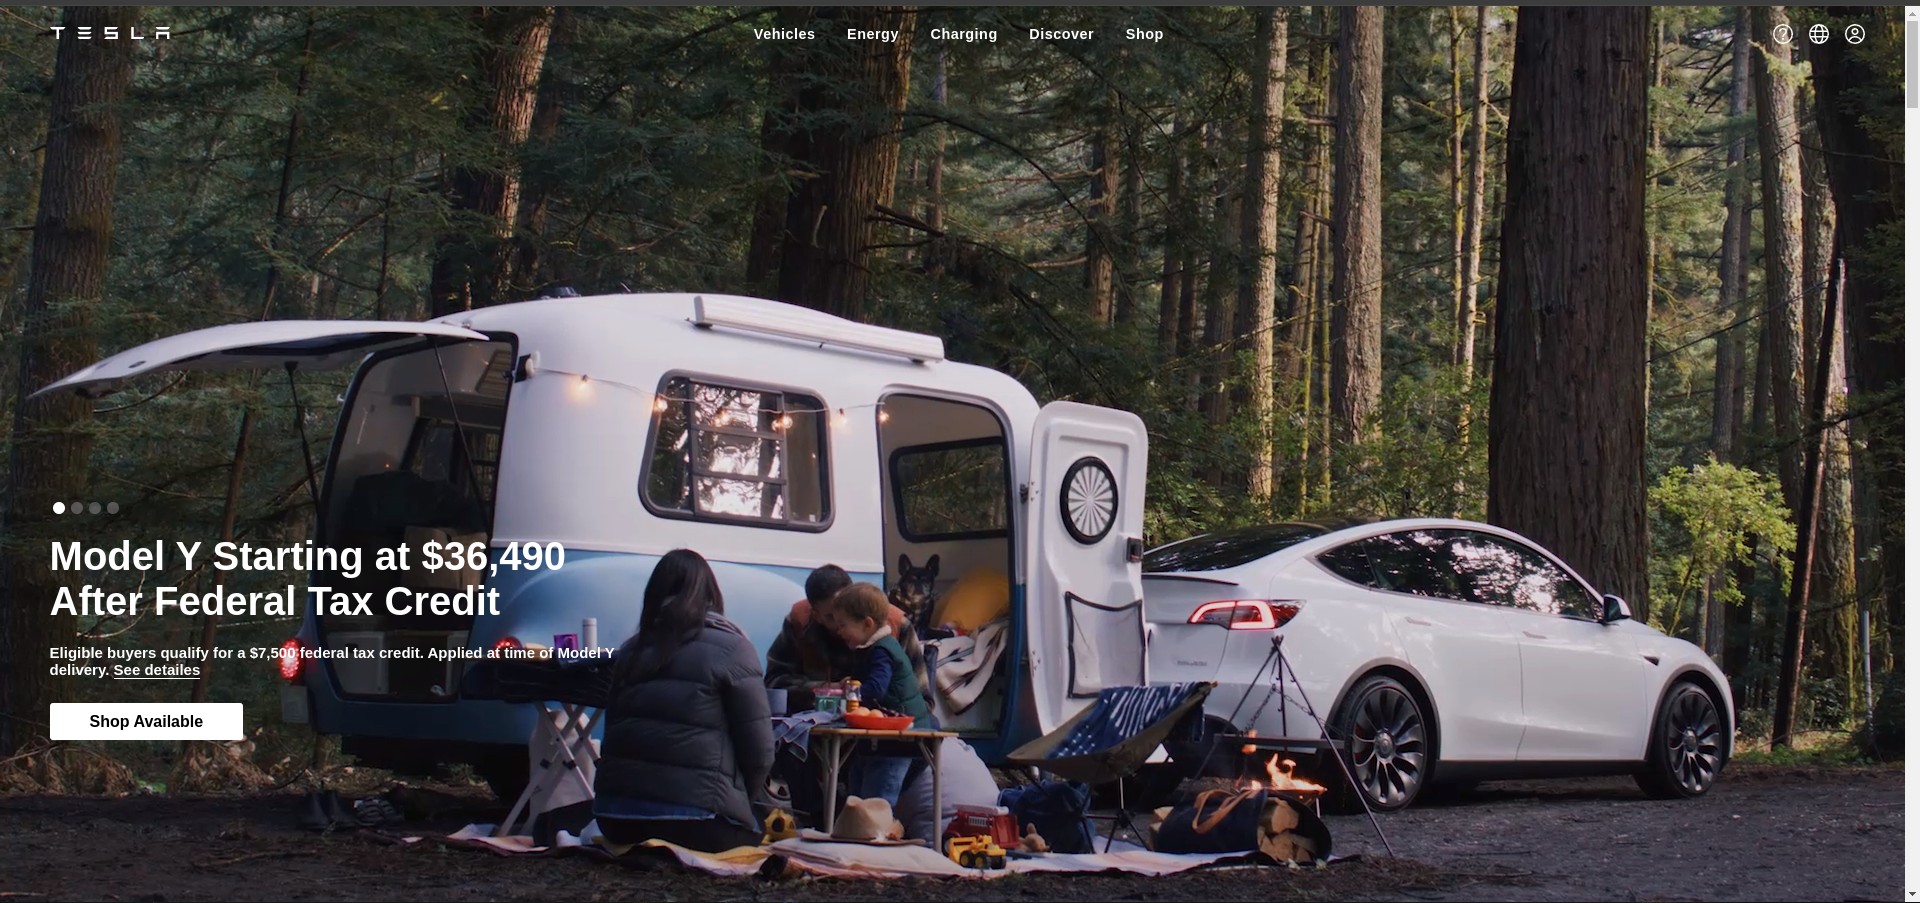 TESLA
Vehicles Energy Charging Discover Shop
Model Y Starting at $36,490
After Federal Tax Credit
Eligible buyers qualify for a $7,500 federal tax credit. Applied at time of Model Y
delivery. See detailes
Shop Available